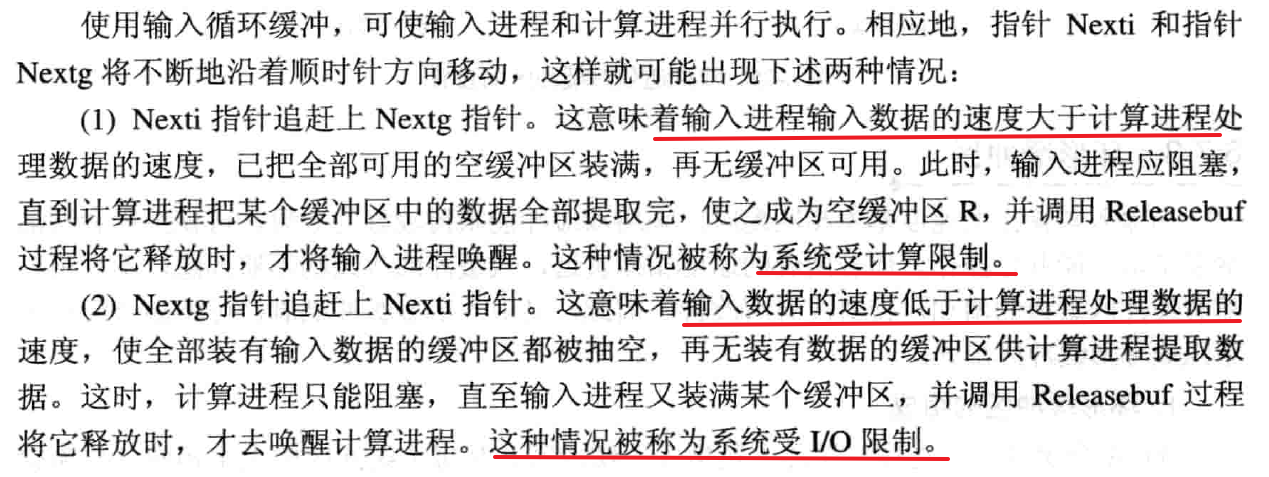 使用输入循环缓冲，可使输入进程和计算进程并行执行。相应地，指针 Nexti 和指针
Nextg 将不断地沿着顺时针方向移动，这样就可能出现下述两种情况：
(1) Nexti 指针追赶上 Nextg 指针。这意味着输入进程输入数据的速度大于计算进程处
理数据的速度，已把全部可用的空缓冲区装满，再无缓冲区可用。此时，输入进程应阻塞，
直到计算进程把某个缓冲区中的数据全部提取完，使之成为空缓冲区 R，并调用 Releasebuf
过程将它释放时，才将输入进程唤醒。这种情况被称为系统受计算限制。
(2) Nextg 指针追赶上 Nexti 指针。这意味着输入数据的速度低于计算进程处理数据的
速度，使全部装有输入数据的缓冲区都被抽空，再无装有数据的缓冲区供计算进程提取数
据。这时，计算进程只能阻塞，直至输入进程又装满某个缓冲区，并调用 Releasebuf 过程
将它释放时，才去唤醒计算进程。这种情况被称为系统受 I/O 限制。